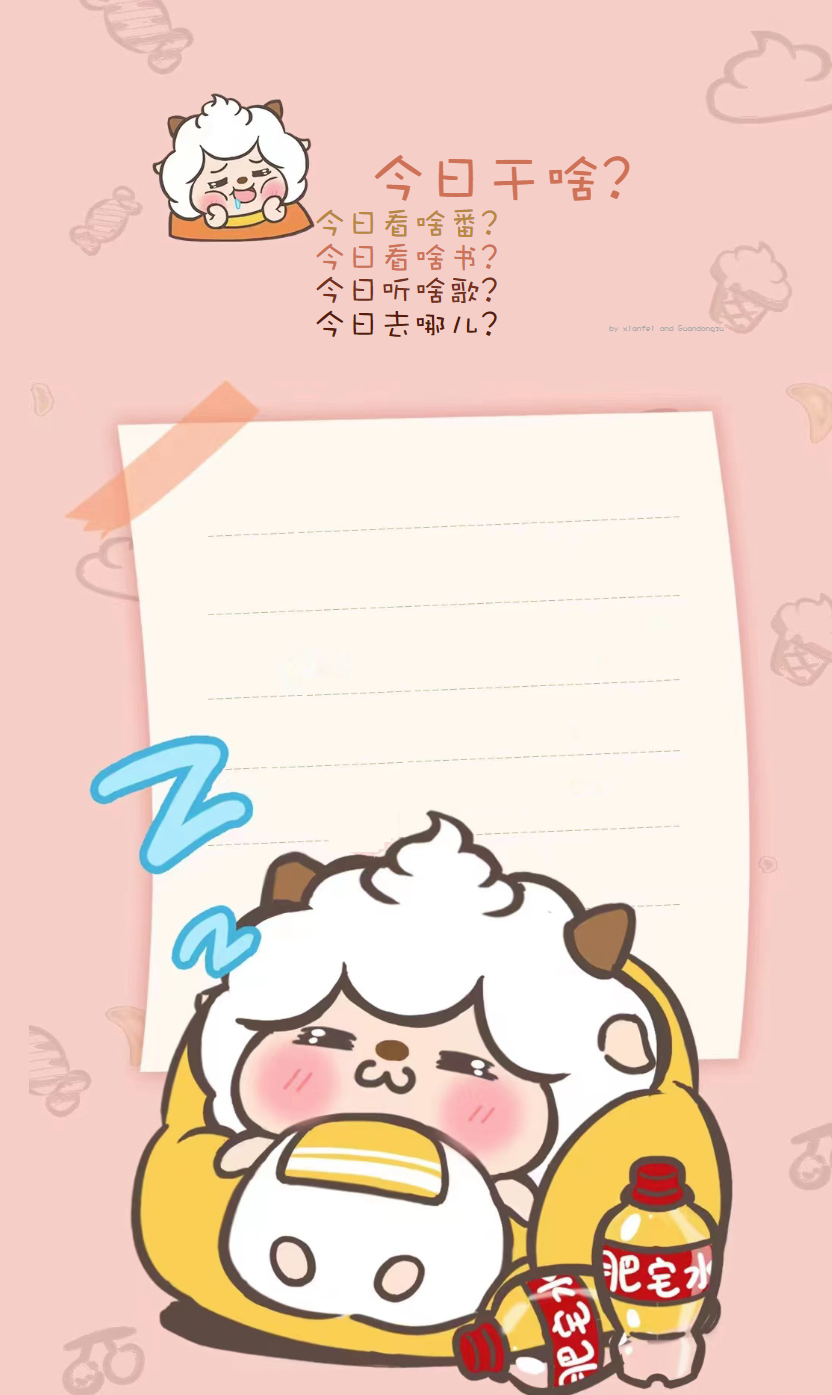 今日干啥?
今日看啥番?
今日看啥书?
今日听啥歌?
今日去哪儿?
by xianfei and Guandongzu
肥宅水
肥宅水